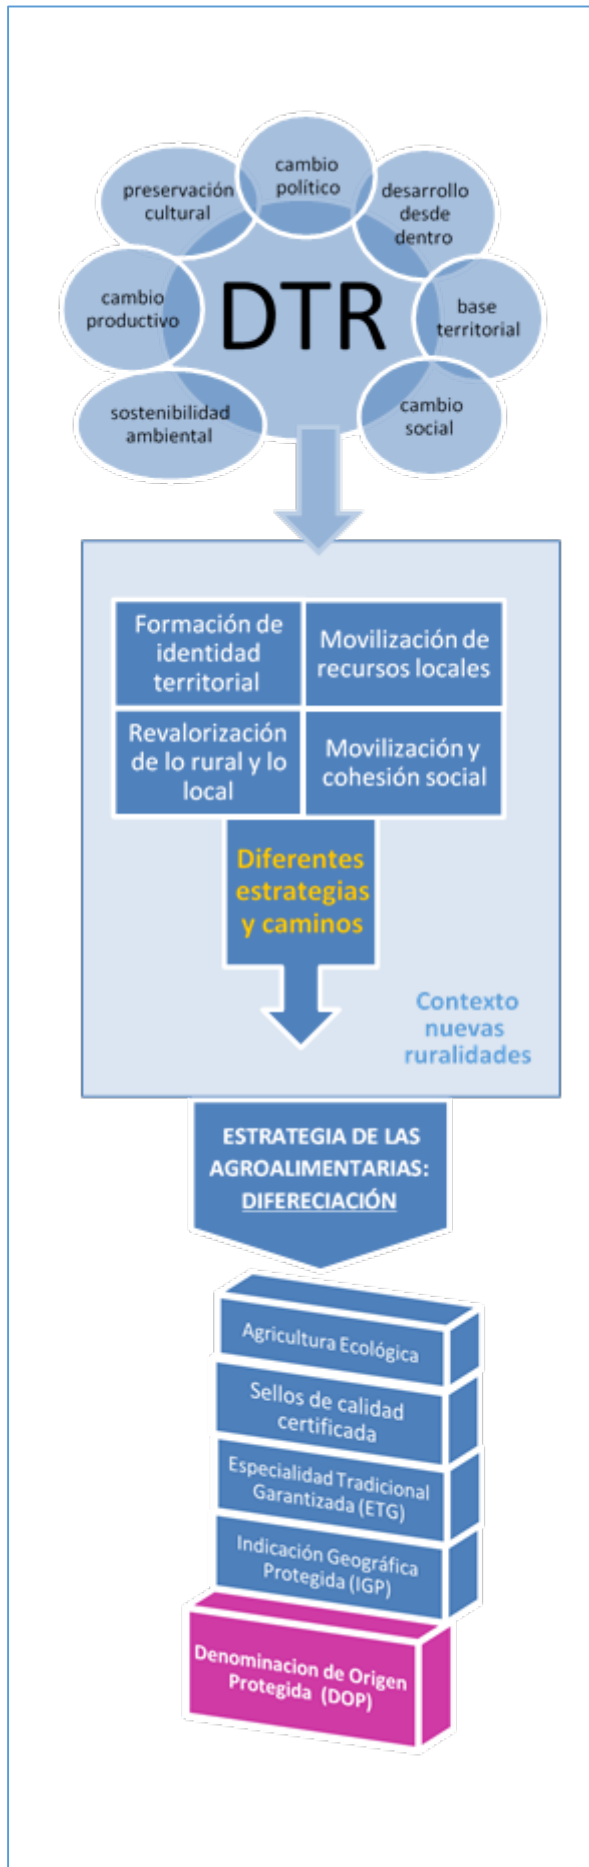 cambio
político
preservación
cultural
desarrollo
desde
dentro
cambio
productivo
DTR
base
territorial
sostenibilidad
ambiental
cambio
social
Formación de
identidad
territorial
Movilización de
recursos locales
Revalorización
de lo rural y lo
local
Movilización y
cohesión social
Diferentes
estrategias
y caminos
Contexto
nuevas
ruralidades
ESTRATEGIA DE LAS
AGROALIMENTARIAS:
DIFERECIACIÓN
Agricultura Ecológica
Sellos de calidad
certificada
Especialidad Tradicional
Garantizada (ETG)
Indicación Geográfica
Protegida (IGP)
Denominacion de Origen
Protegida (DOP)